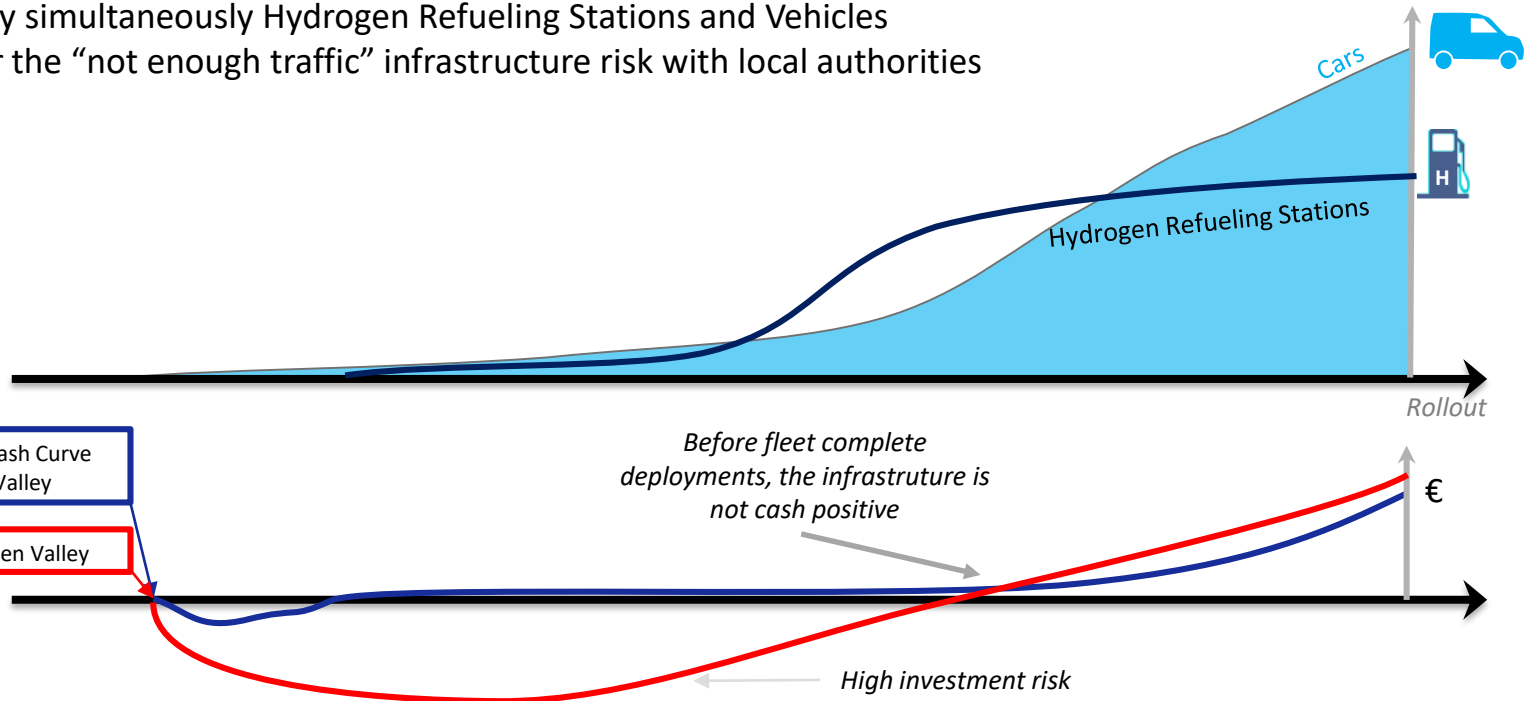 y simultaneously Hydrogen Refueling Stations and Vehicles
r the “not enough traffic” infrastructure risk with local authorities
Cars
H
Hydrogen Refueling Stations
Rollout
ash Curve
Valley
Before fleet complete
deployments, the infrastruture is
not cash positive
€
en Valley
High investment risk